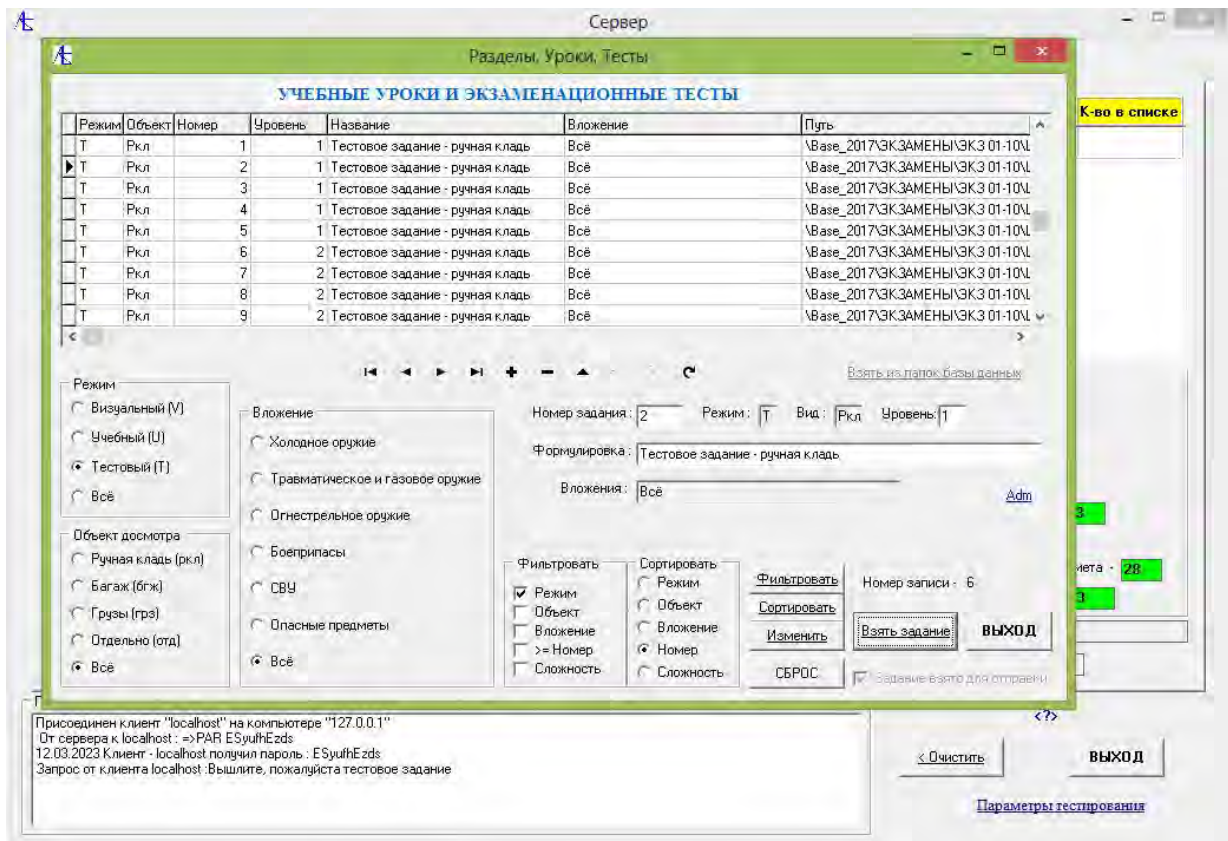 Сервер
Разделы, Уроки, Тесты
УЧЕБНЫЕ УРОКИ И ЭКЗАМЕНАЦИОННЫЕ ТЕСТЫ
К-во в списке
Режим Объект Номер Уровень Название Вложение Путь
Т Ркл 1 1 Тестовое задание - ручная кладь Всё \Base_2017\ЭКЗАМЕНЫ\ЭКЗ 01-10\L
Т Ркл 2 1 Тестовое задание - ручная кладь Всё \Base_2017\ЭКЗАМЕНЫ\ЭКЗ 01-10\L
Т Ркл 3 1 Тестовое задание - ручная кладь Всё \Base_2017\ЭКЗАМЕНЫ\ЭКЗ 01-10\L
Т Ркл 4 1 Тестовое задание - ручная кладь Всё \Base_2017\ЭКЗАМЕНЫ\ЭКЗ 01-10\L
Т Ркл 5 1 Тестовое задание - ручная кладь Всё \Base_2017\ЭКЗАМЕНЫ\ЭКЗ 01-10\L
Т Ркл 6 2 Тестовое задание - ручная кладь Всё \Base_2017\ЭКЗАМЕНЫ\ЭКЗ 01-10\L
Т Ркл 7 2 Тестовое задание - ручная кладь Всё \Base_2017\ЭКЗАМЕНЫ\ЭКЗ 01-10\L
Т Ркл 8 2 Тестовое задание - ручная кладь Всё \Base_2017\ЭКЗАМЕНЫ\ЭКЗ 01-10\L
Т Ркл 9 2 Тестовое задание - ручная кладь Всё \Base_2017\ЭКЗАМЕНЫ\ЭКЗ 01-10\L
Взять из папок базы данных
Режим
Визуальный (V)
Учебный (U)
Тестовый (Т)
Всё
Объект досмотра
Ручная кладь (ркл)
Багаж (бгж)
Грузы (грз)
Отдельно (отд)
Всё
Вложение
Холодное оружие
Травматическое и газовое оружие
Огнестрельное оружие
Боеприпасы
СВУ
Опасные предметы
Всё
Номер задания: 2 Режим: Т Вид: Ркл Уровень: 1
Формулировка: Тестовое задание - ручная кладь
Вложения: Всё
Adm
Фильтровать
Режим
Объект
Вложение
>= Номер
Сложность
Сортировать
Режим
Объект
Вложение
Номер
Сложность
Фильтровать
Сортировать
Изменить
СБРОС
Номер записи - 6
Взять задание
ВЫХОД
Задание взято для отправки
3
мета - 28
3
Присоединен клиент "localhost" на компьютере "127.0.0.1"
От сервера к localhost : =>PAR ESyufhEzds
12.03.2023 Клиент - localhost получил пароль : ESyufhEzds
Запрос от клиента localhost :Вышлите, пожалуйста тестовое задание
<?>
< Очистить
ВЫХОД
Параметры тестирования